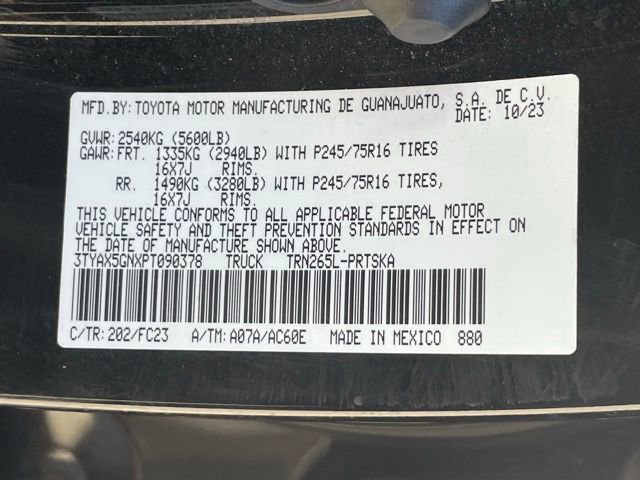 MFD.BY: TOYOTA MOTOR MANUFACTURING DE GUANAJUATO, S.A. DE C.V.
DATE: 10/23
GVWR: 2540KG (5600LB)
GAWR: FRT. 1335KG (2940LB) WITH P245/75R16 TIRES
16X7J RIMS.
RR. 1490KG (3280LB) WITH P245/75R16 TIRES,
16X7J RIMS.
THIS VEHICLE CONFORMS TO ALL APPLICABLE FEDERAL MOTOR
VEHICLE SAFETY AND THEFT PREVENTION STANDARDS IN EFFECT ON
THE DATE OF MANUFACTURE SHOWN ABOVE.
3TYAX5GNXPT090378 TRUCK TRN265L-PRTSKA
C/TR: 202/FC23 A/TM: A07A/AC60E MADE IN MEXICO 880